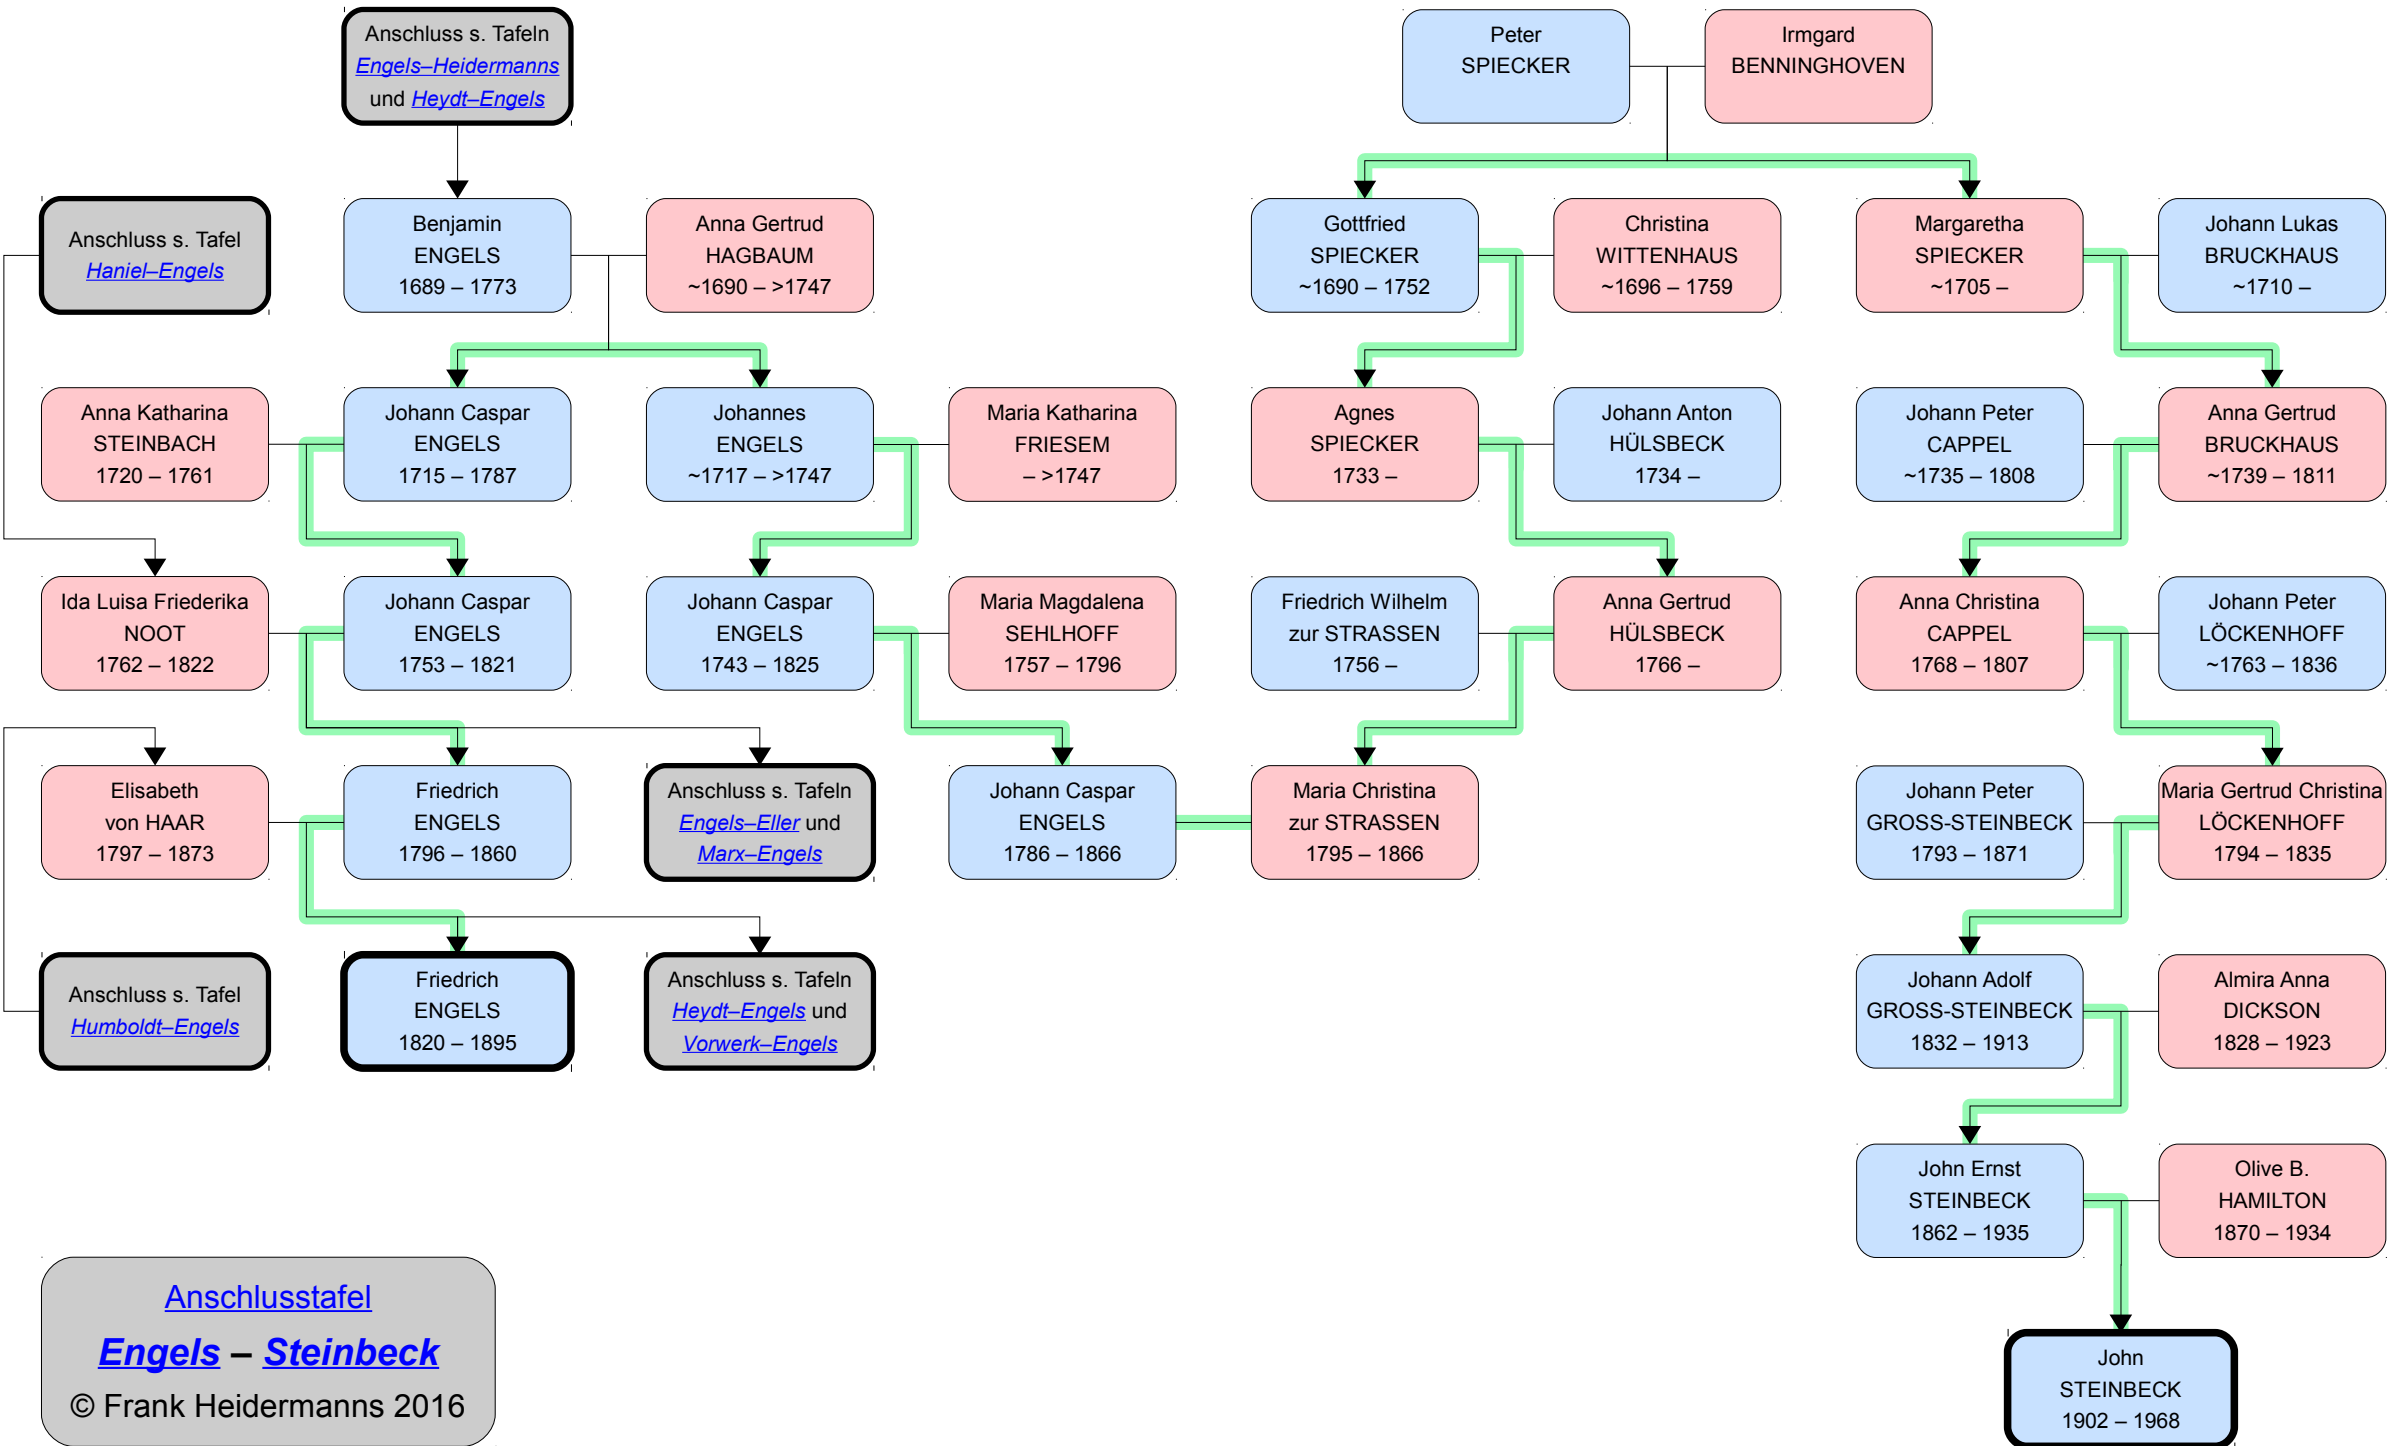 Anschluss s. Tafeln
Engels–Heidermanns
und Heydt–Engels
Peter
SPIECKER
Irmgard
BENNINGHOVEN
Anschluss s. Tafel
Haniel–Engels
Benjamin
ENGELS
1689 – 1773
Anna Gertrud
HAGBAUM
~1690 – >1747
Gottfried
SPIECKER
~1690 – 1752
Christina
WITTENHAUS
~1696 – 1759
Margaretha
SPIECKER
~1705 –
Johann Lukas
BRUCKHAUS
~1710 –
Anna Katharina
STEINBACH
1720 – 1761
Johann Caspar
ENGELS
1715 – 1787
Johannes
ENGELS
~1717 – >1747
Maria Katharina
FRIESEM
– >1747
Agnes
SPIECKER
1733 –
Johann Anton
HÜLSBECK
1734 –
Johann Peter
CAPPEL
~1735 – 1808
Anna Gertrud
BRUCKHAUS
~1739 – 1811
Ida Luisa Friederika
NOOT
1762 – 1822
Johann Caspar
ENGELS
1753 – 1821
Johann Caspar
ENGELS
1743 – 1825
Maria Magdalena
SEHLHOFF
1757 – 1796
Friedrich Wilhelm
zur STRASSEN
1756 –
Anna Gertrud
HÜLSBECK
1766 –
Anna Christina
CAPPEL
1768 – 1807
Johann Peter
LÖCKENHOFF
~1763 – 1836
Elisabeth
von HAAR
1797 – 1873
Friedrich
ENGELS
1796 – 1860
Anschluss s. Tafeln
Engels–Eller und
Marx–Engels
Johann Caspar
ENGELS
1786 – 1866
Maria Christina
zur STRASSEN
1795 – 1866
Johann Peter
GROSS-STEINBECK
1793 – 1871
Maria Gertrud Christina
LÖCKENHOFF
1794 – 1835
Anschluss s. Tafel
Humboldt–Engels
Friedrich
ENGELS
1820 – 1895
Anschluss s. Tafeln
Heydt–Engels und
Vorwerk–Engels
Johann Adolf
GROSS-STEINBECK
1832 – 1913
Almira Anna
DICKSON
1828 – 1923
John Ernst
STEINBECK
1862 – 1935
Olive B.
HAMILTON
1870 – 1934
Anschlusstafel
Engels – Steinbeck
© Frank Heidermanns 2016
John
STEINBECK
1902 – 1968